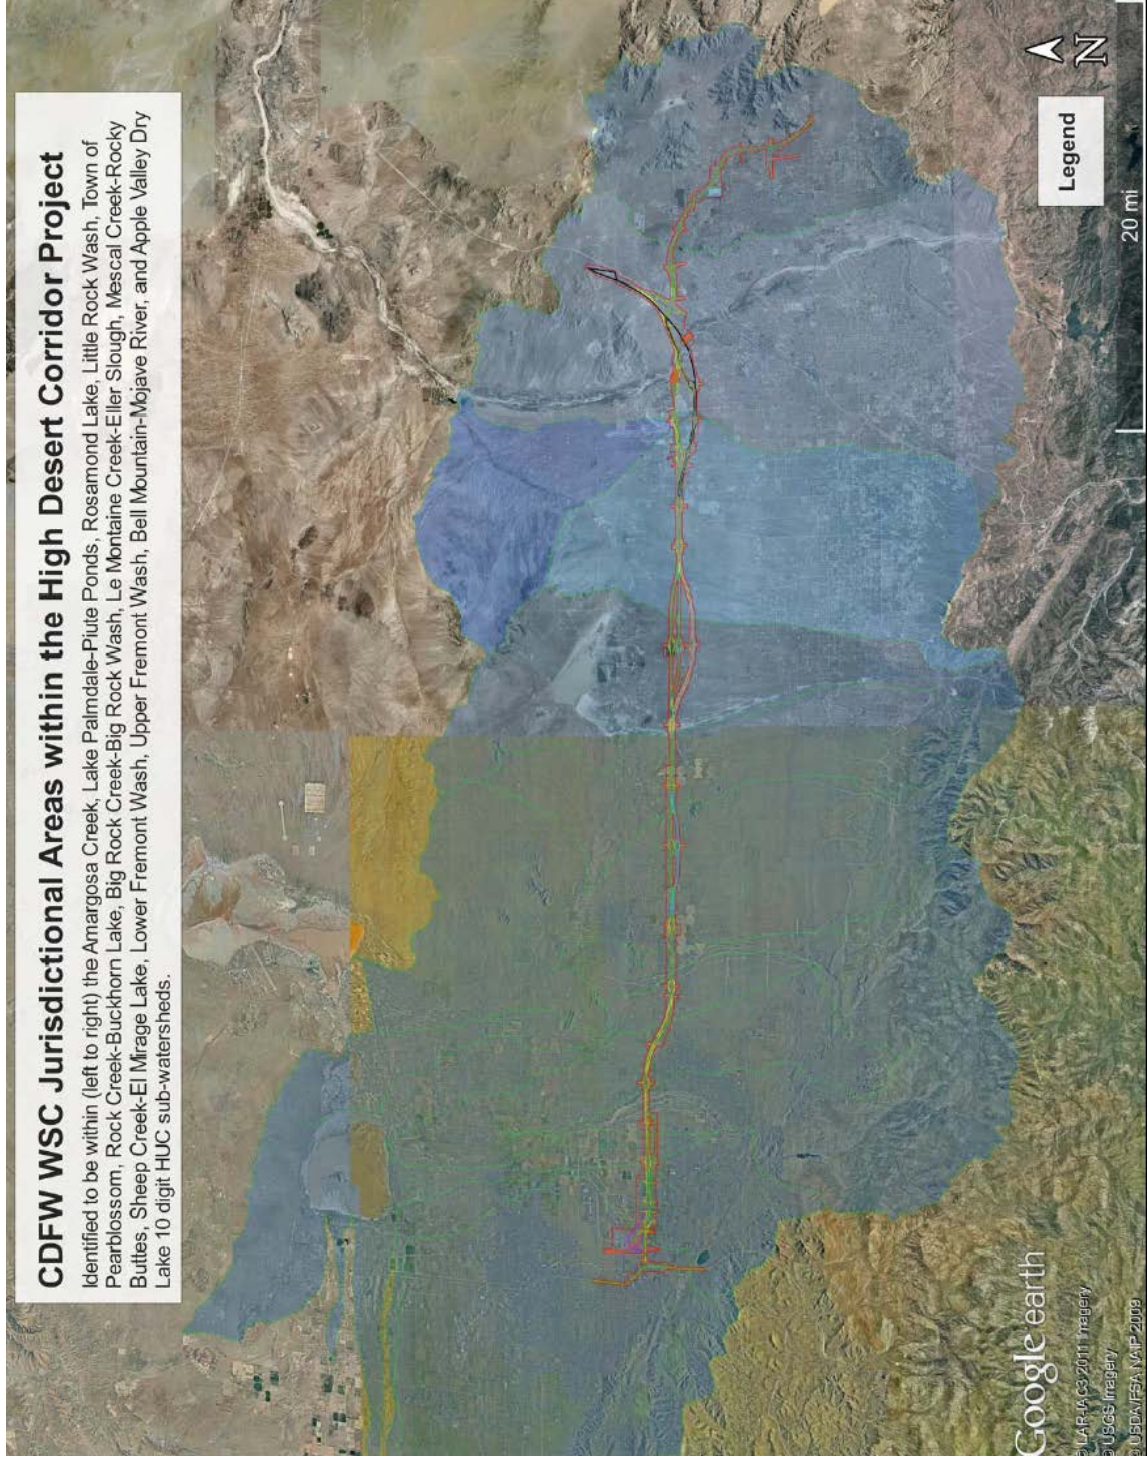 CDFW WSC Jurisdictional Areas within the High Desert Corridor Project
Identified to be within (left to right) the Amargosa Creek, Lake Palmdale-Piute Ponds, Rosamond Lake, Little Rock Wash, Town of
Pearblossom, Rock Creek-Buckhorn Lake, Big Rock Creek-Big Rock Wash, Le Montaine Creek-Eller Slough, Mescal Creek-Rocky
Buttes, Sheep Creek-El Mirage Lake, Lower Fremont Wash, Upper Fremont Wash, Bell Mountain-Mojave River, and Apple Valley Dry
Lake 10 digit HUC sub-watersheds.
Legend
N
20 mi
Google earth
© LAR-IAC3 2011 Imagery
© USGS Imagery
© USDA/FSA NAIP 2009